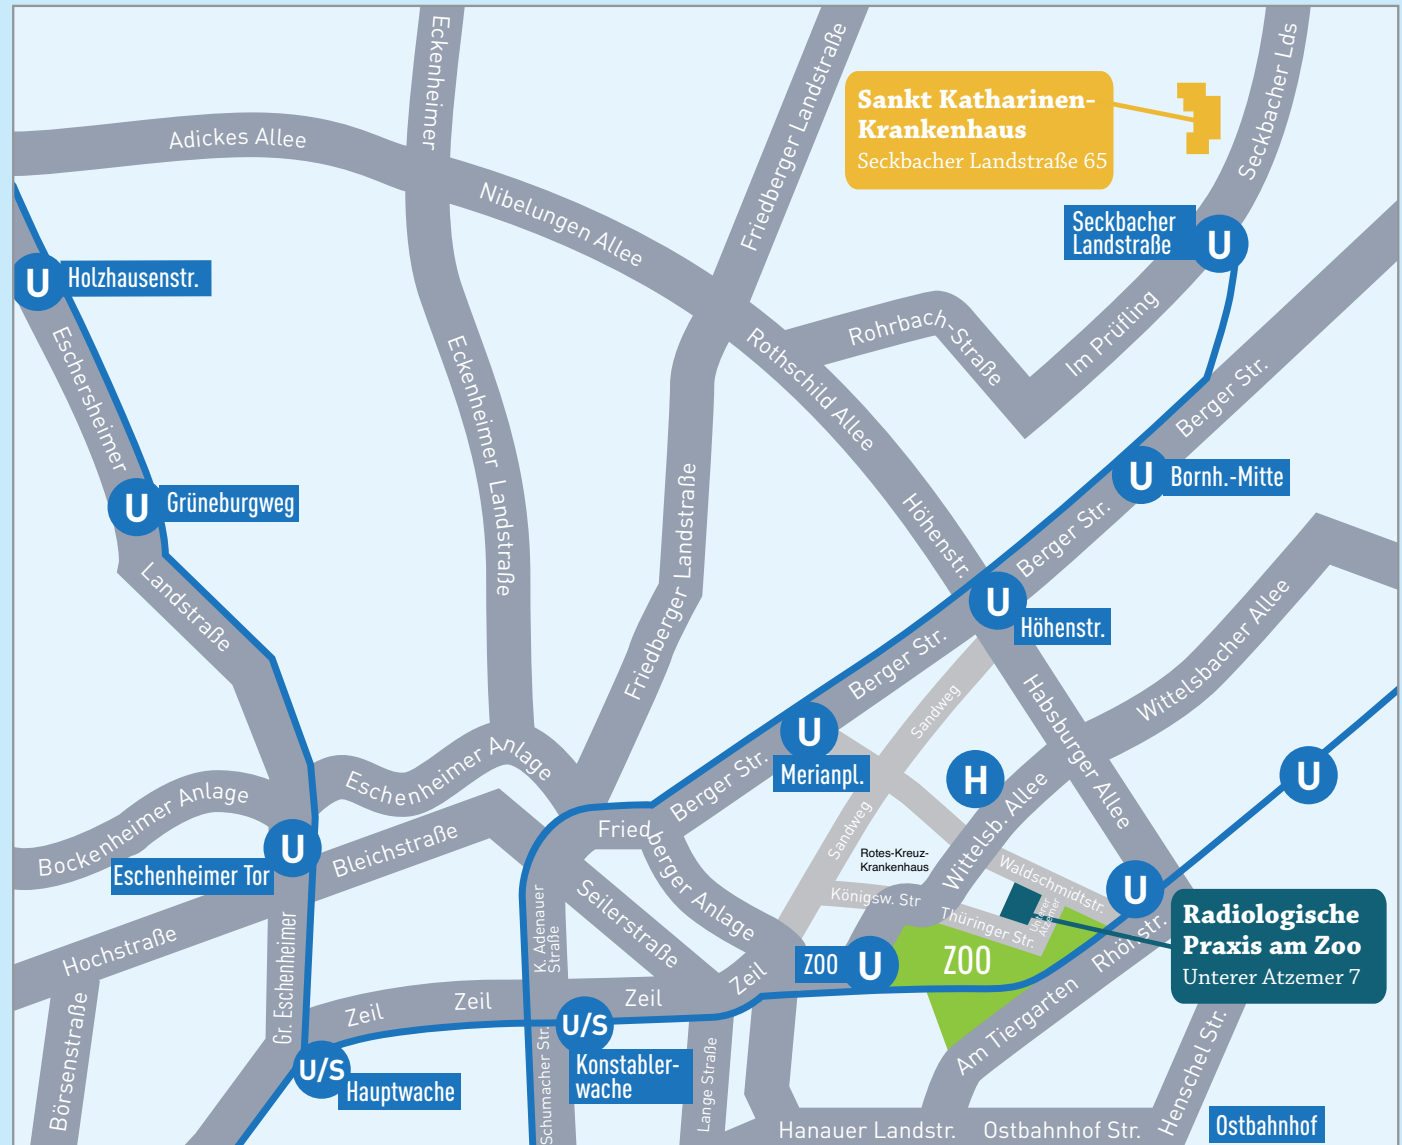 Eckenheimer
Friedberger Landstraße
Seckbacher Lds
Sankt Katharinen-
Krankenhaus
Seckbacher Landstraße 65
Adickes Allee
Nibelungen Allee
Seckbacher
Landstraße
U
U
Holzhausenstr.
Eschersheimer
Eckenheimer Landstraße
Rothschild Allee
Rohrbach-Straße
Im Prüfling
Berger Str.
U
Grüneburgweg
U
Bornh.-Mitte
Landstraße
Friedberger Landstraße
Höhenstr.
Berger Str.
U
Höhenstr.
Berger Str.
Wittelsbacher Allee
Sandweg
Habsburger Allee
U
Merianpl.
Berger Str.
H
U
Eschenheimer Anlage
Bockenheimer Anlage
U
Eschenheimer Tor
Bleichstraße
Friedberger Anlage
Sandweg
Rotes-Kreuz-
Krankenhaus
Wittelsb. Allee
Waldschmidtstr.
U
Königsw. Str
Thüringer Str.
Unterer
Atzemer
Radiologische
Praxis am Zoo
Unterer Atzemer 7
Hochstraße
Gr. Eschenheimer
K. Adenauer
Straße
Seilerstraße
ZOO
U
ZOO
Rhönstr.
Zeil
Zeil
Zeil
Zeil
Am Tiergarten
Börsenstraße
U/S
Hauptwache
U/S
Konstabler-
wache
Schumacher Str.
Lange Straße
Henschel Str.
Hanauer Landstr.
Ostbahnhof Str.
Ostbahnhof